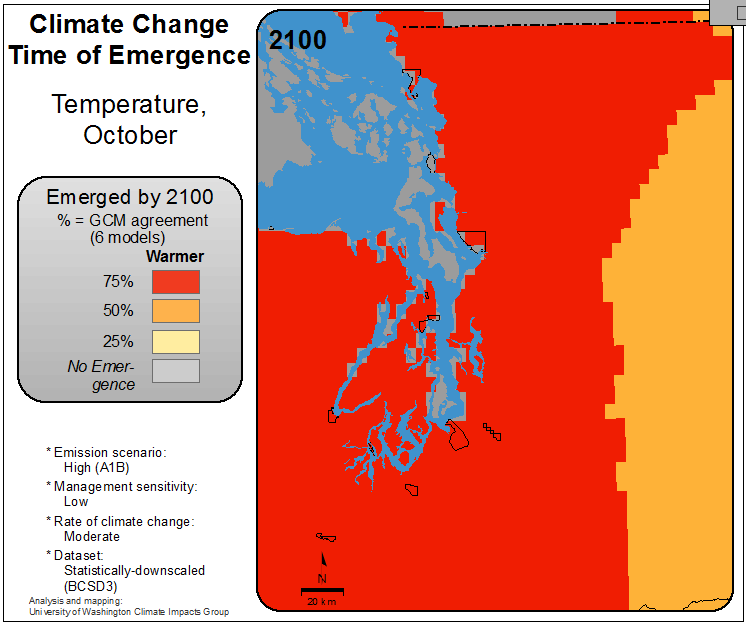 Climate Change
Time of Emergence
2100
Temperature,
October
Emerged by 2100
% = GCM agreement
(6 models)
Warmer
75%
50%
25%
No Emer-
gence
* Emission scenario:
High (A1B)
* Management sensitivity:
Low
* Rate of climate change:
Moderate
* Dataset:
Statistically-downscaled
(BCSD3)
Analysis and mapping:
University of Washington Climate Impacts Group
N
20 km